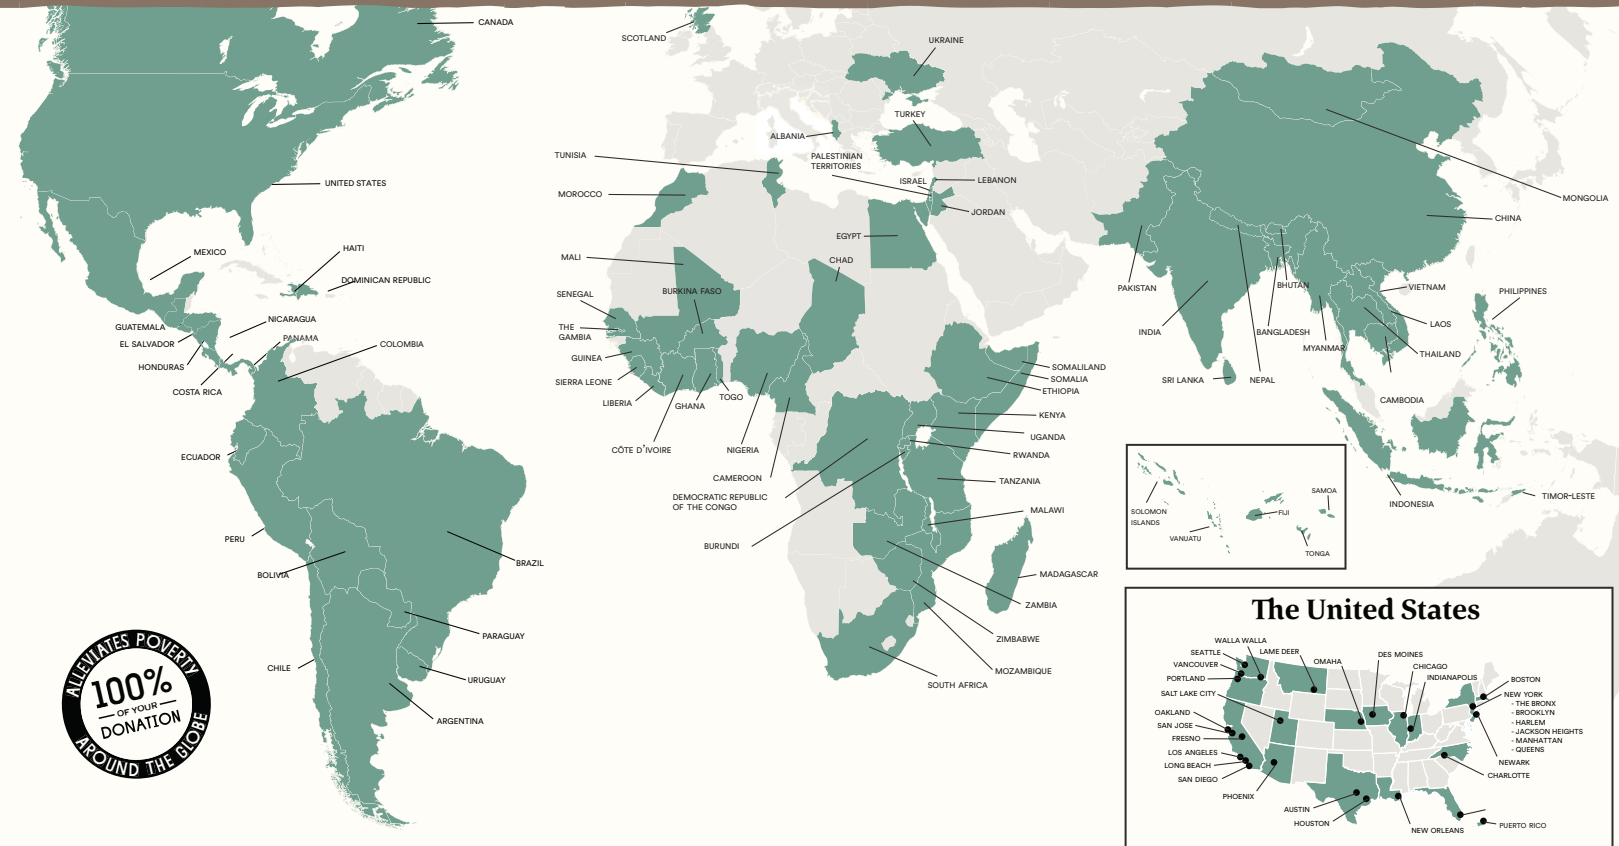 CANADA
UNITED STATES
MEXICO
HAITI
DOMINICAN REPUBLIC
GUATEMALA
NICARAGUA
EL SALVADOR
PANAMA
COLOMBIA
HONDURAS
COSTA RICA
ECUADOR
PERU
BOLIVIA
BRAZIL
PARAGUAY
CHILE
URUGUAY
ARGENTINA
ALLEVIATES POVERTY
100%
OF YOUR
DONATION
AROUND THE GLOBE
SCOTLAND
UKRAINE
TURKEY
ALBANIA
TUNISIA
PALESTINIAN
TERRITORIES
ISRAEL
LEBANON
MOROCCO
JORDAN
EGYPT
MALI
CHAD
SENEGAL
BURKINA FASO
THE
GAMBIA
GUINEA
SIERRA LEONE
LIBERIA
GHANA
TOGO
CÔTE D'IVOIRE
NIGERIA
CAMEROON
DEMOCRATIC REPUBLIC
OF THE CONGO
BURUNDI
SOMALILAND
SOMALIA
ETHIOPIA
KENYA
UGANDA
RWANDA
TANZANIA
MALAWI
MADAGASCAR
ZAMBIA
ZIMBABWE
MOZAMBIQUE
SOUTH AFRICA
MONGOLIA
CHINA
PAKISTAN
BHUTAN
VIETNAM
PHILIPPINES
INDIA
BANGLADESH
LAOS
MYANMAR
THAILAND
SRI LANKA
NEPAL
CAMBODIA
INDONESIA
TIMOR-LESTE
SOLOMON
ISLANDS
VANUATU
FIJI
SAMOA
TONGA
The United States
WALLA WALLA
SEATTLE
LAME DEER
VANCOUVER
OMAHA
DES MOINES
PORTLAND
CHICAGO
SALT LAKE CITY
INDIANAPOLIS
BOSTON
OAKLAND
NEW YORK
- THE BRONX
- BROOKLYN
- HARLEM
- JACKSON HEIGHTS
- MANHATTAN
- QUEENS
SAN JOSE
FRESNO
LOS ANGELES
LONG BEACH
SAN DIEGO
NEWARK
CHARLOTTE
PHOENIX
AUSTIN
HOUSTON
NEW ORLEANS
PUERTO RICO